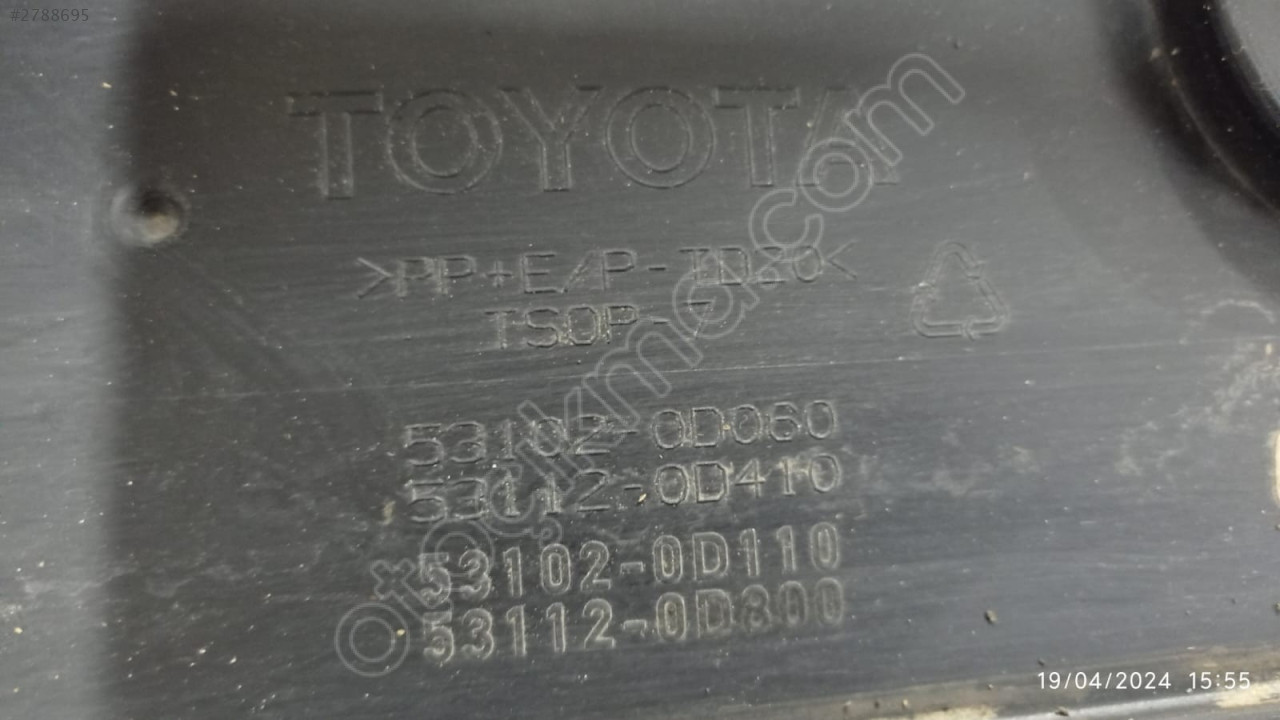 #2788695
TOYOTA
>PP+E/P-TD20<
TSOP-7
53102-0D060
53112-0D410
53102-0D110
53112-0D800
otoçıkma.com
19/04/2024 15:55